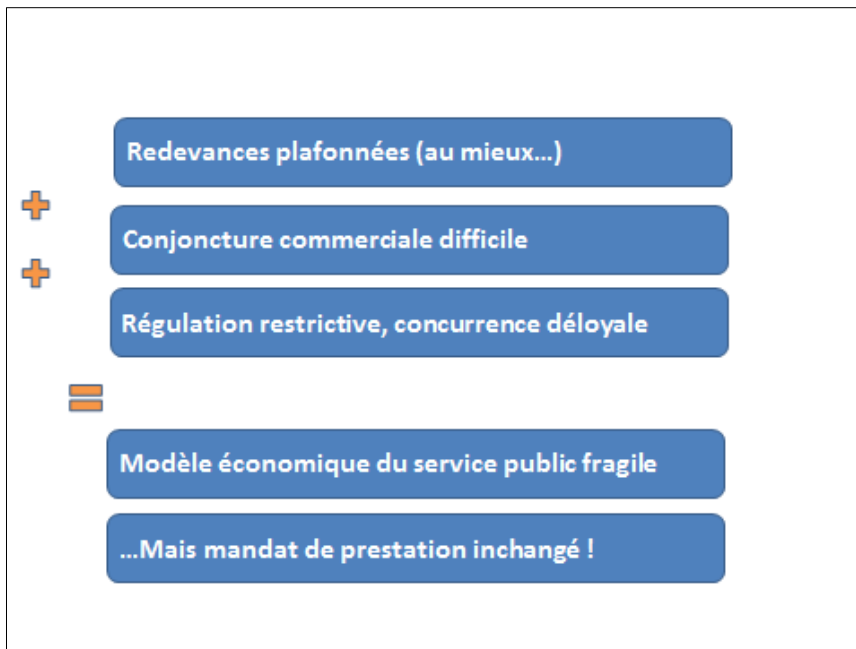 Redevances plafonnées (au mieux…)
Conjoncture commerciale difficile
Régulation restrictive, concurrence déloyale
Modèle économique du service public fragile
…Mais mandat de prestation inchangé !